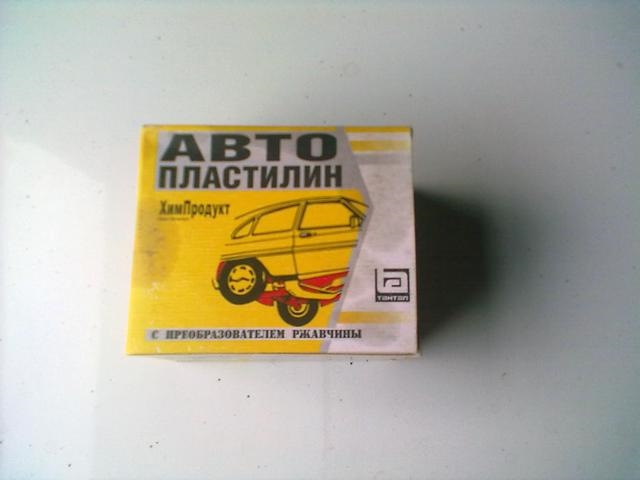 АВТО
ПЛАСТИЛИН
ХимПродукт
ТАНТАЛ
С ПРЕОБРАЗОВАТЕЛЕМ РЖАВЧИНЫ